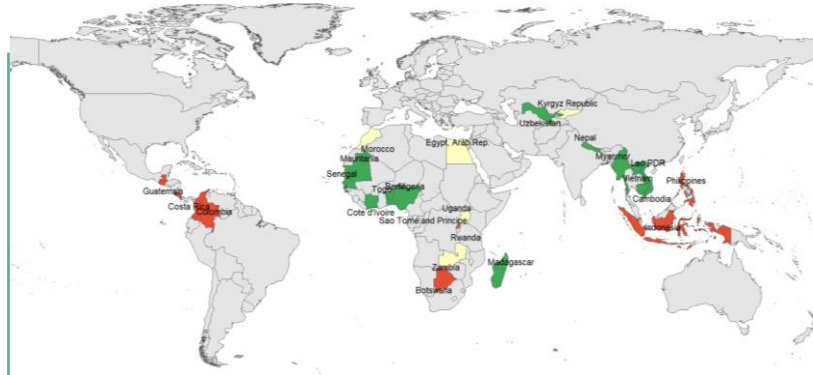 Kyrgyz Republic
Uzbekistan
Morocco
Egypt, Arab Rep.
Nepal
Mauritania
Myanmar
Lao PDR
Senegal
Guatemala
Togo
Benin
Nigeria
Vietnam
Philippines
Costa Rica
Colombia
Cote d'Ivoire
Uganda
Cambodia
Sao Tome and Principe
Indonesia
Rwanda
Madagascar
Zambia
Botswana